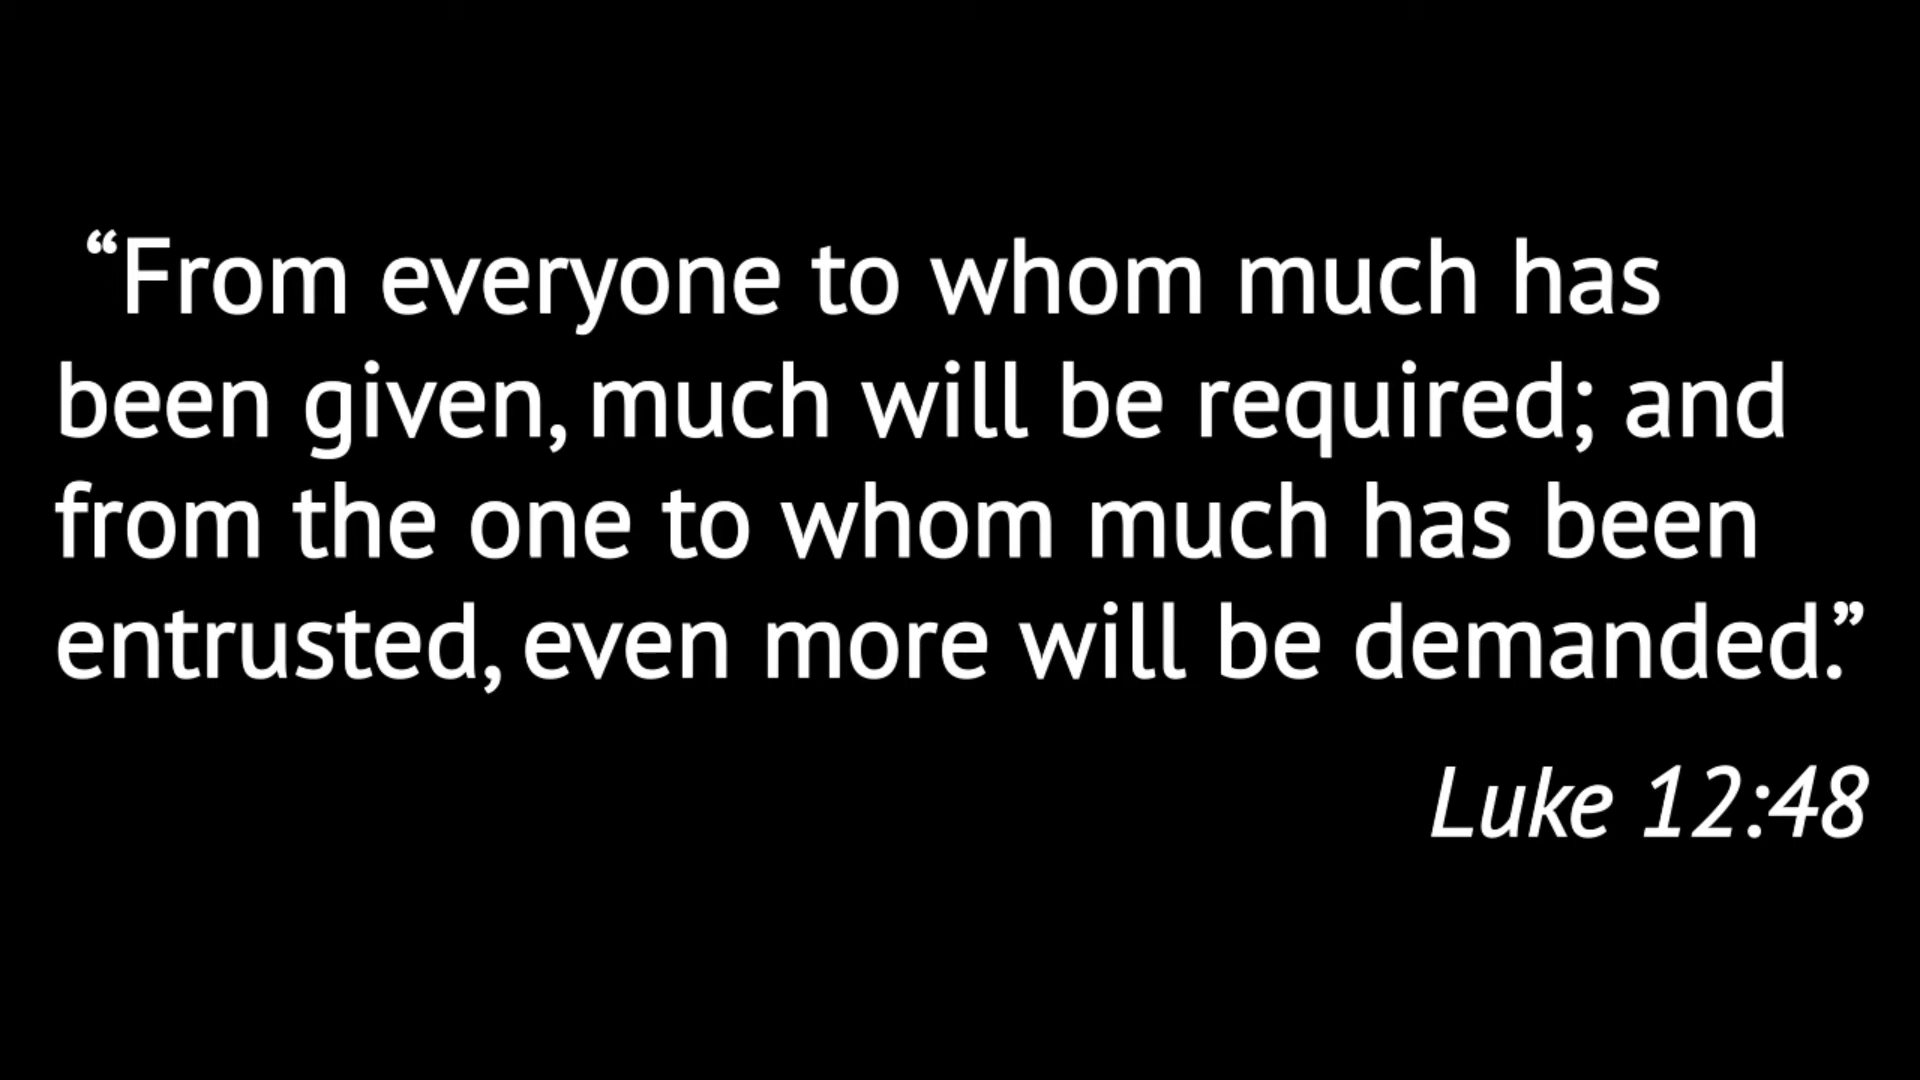 “From everyone to whom much has
been given, much will be required; and
from the one to whom much has been
entrusted, even more will be demanded.”
Luke 12:48